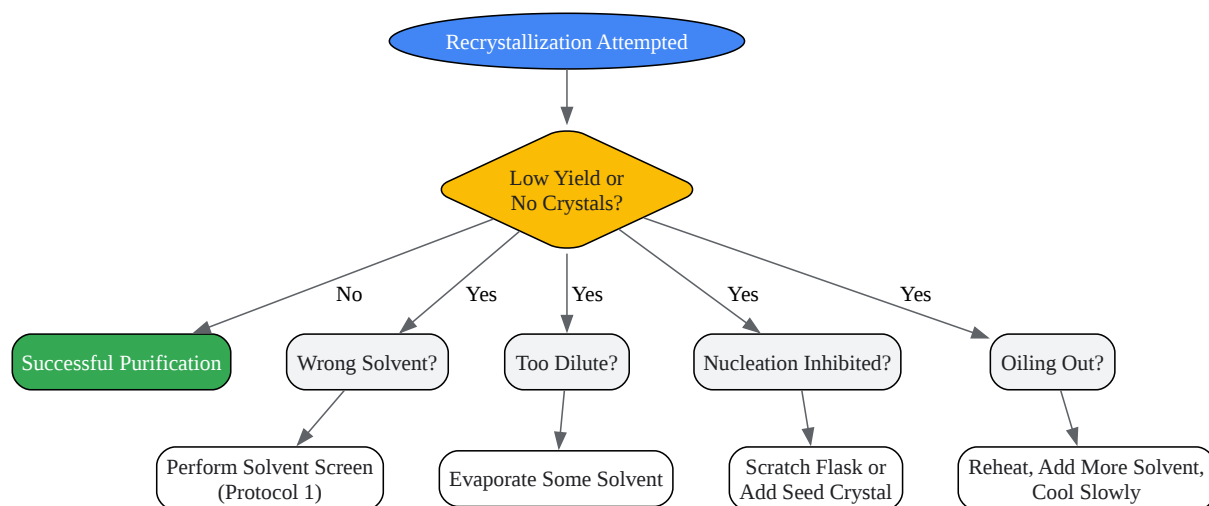 Recrystallization Attempted
Low Yield or
No Crystals?
No
Yes
Yes
Yes
Yes
Successful Purification
Wrong Solvent?
Too Dilute?
Nucleation Inhibited?
Oiling Out?
Perform Solvent Screen
(Protocol 1)
Evaporate Some Solvent
Scratch Flask or
Add Seed Crystal
Reheat, Add More Solvent,
Cool Slowly